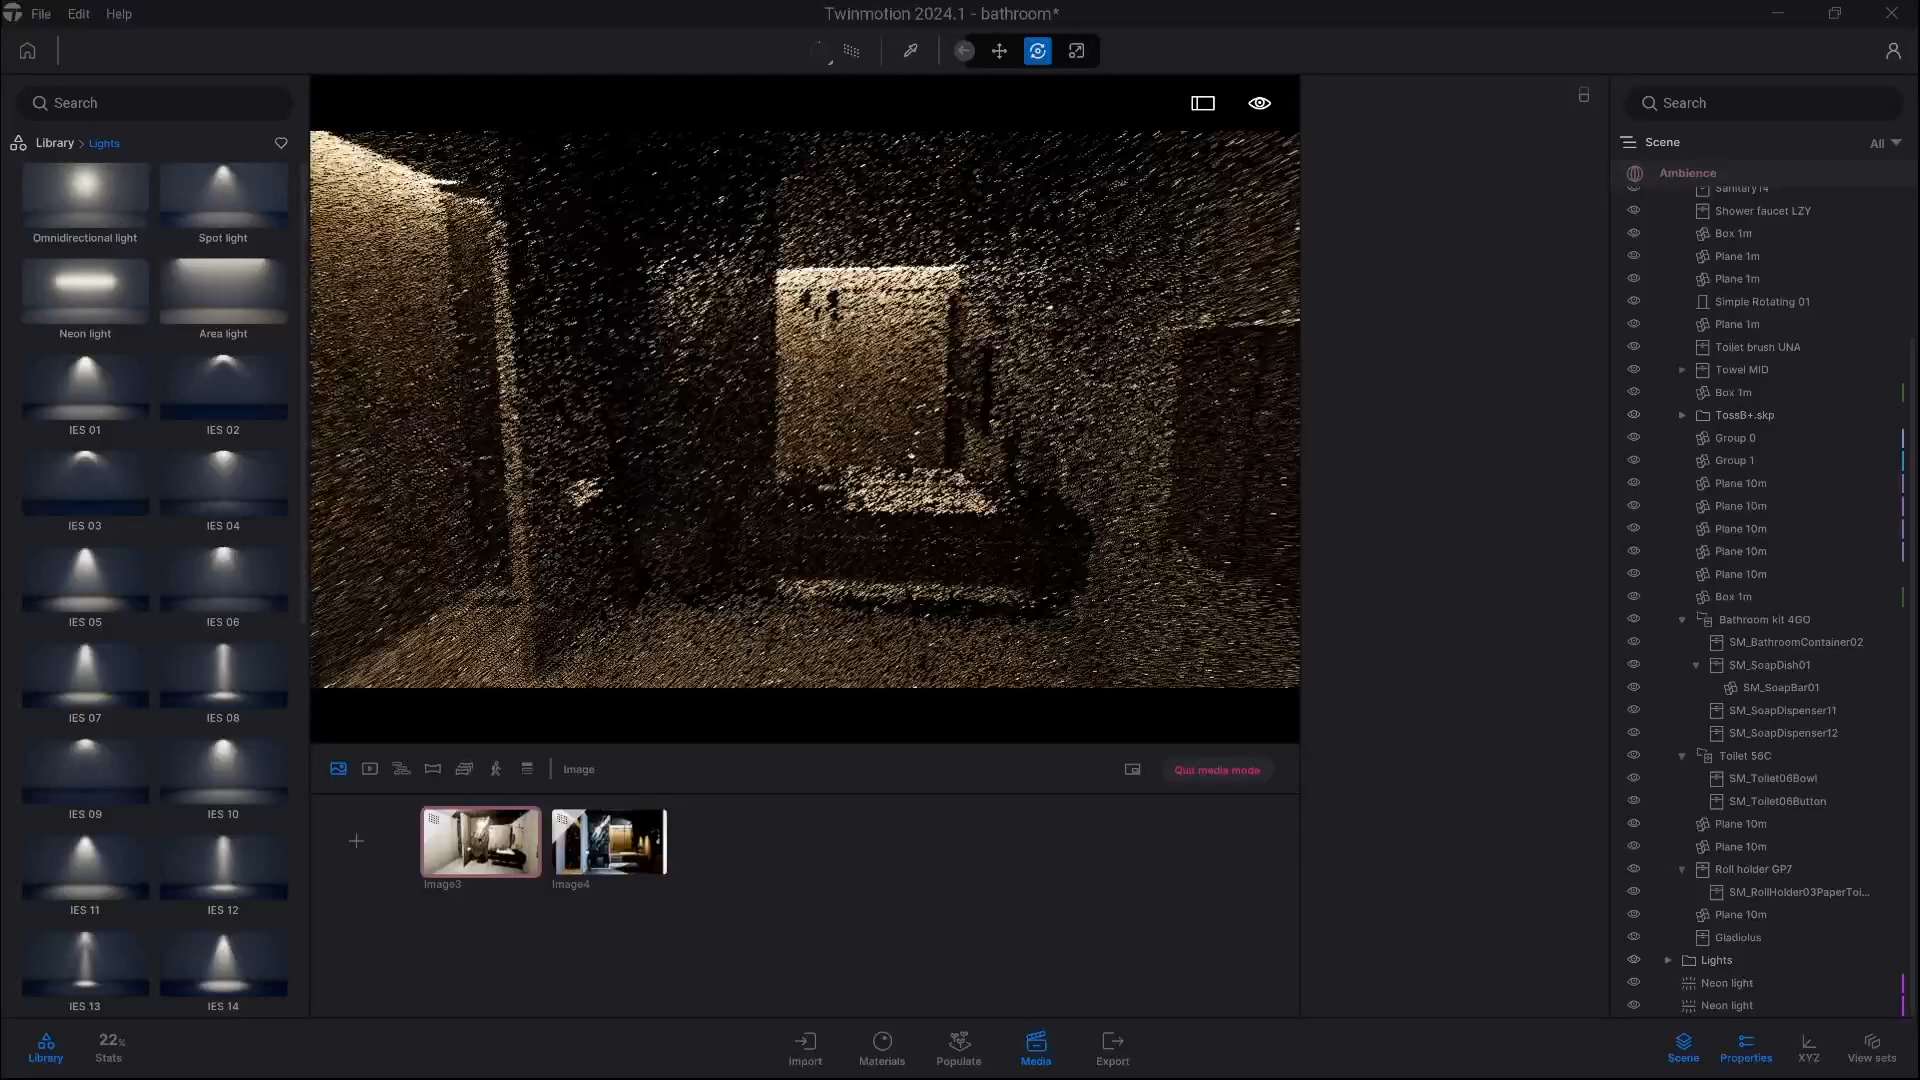 File Edit Help
Twinmotion 2024.1 - bathroom*
Search
Library > Lights
Omnidirectional light
Spot light
Neon light
Area light
IES 01
IES 02
IES 03
IES 04
IES 05
IES 06
IES 07
IES 08
IES 09
IES 10
IES 11
IES 12
IES 13
IES 14
Image
Quit media mode
Image3
Image4
Search
Scene
All
Ambience
Sanitary14
Shower faucet LZY
Box 1m
Plane 1m
Plane 1m
Simple Rotating 01
Plane 1m
Toilet brush UNA
Towel MID
Box 1m
TossB+.skp
Group 0
Group 1
Plane 10m
Plane 10m
Plane 10m
Plane 10m
Plane 10m
Box 1m
Bathroom kit 4GO
SM_BathroomContainer02
SM_SoapDish01
SM_SoapBar01
SM_SoapDispenser11
SM_SoapDispenser12
Toilet 56C
SM_Toilet06Bowl
SM_Toilet06Button
Plane 10m
Plane 10m
Roll holder GP7
SM_RollHolder03PaperToi...
Plane 10m
Gladiolus
Lights
Neon light
Neon light
Library
22%
Stats
Import
Materials
Populate
Media
Export
Scene
Properties
XYZ
View sets